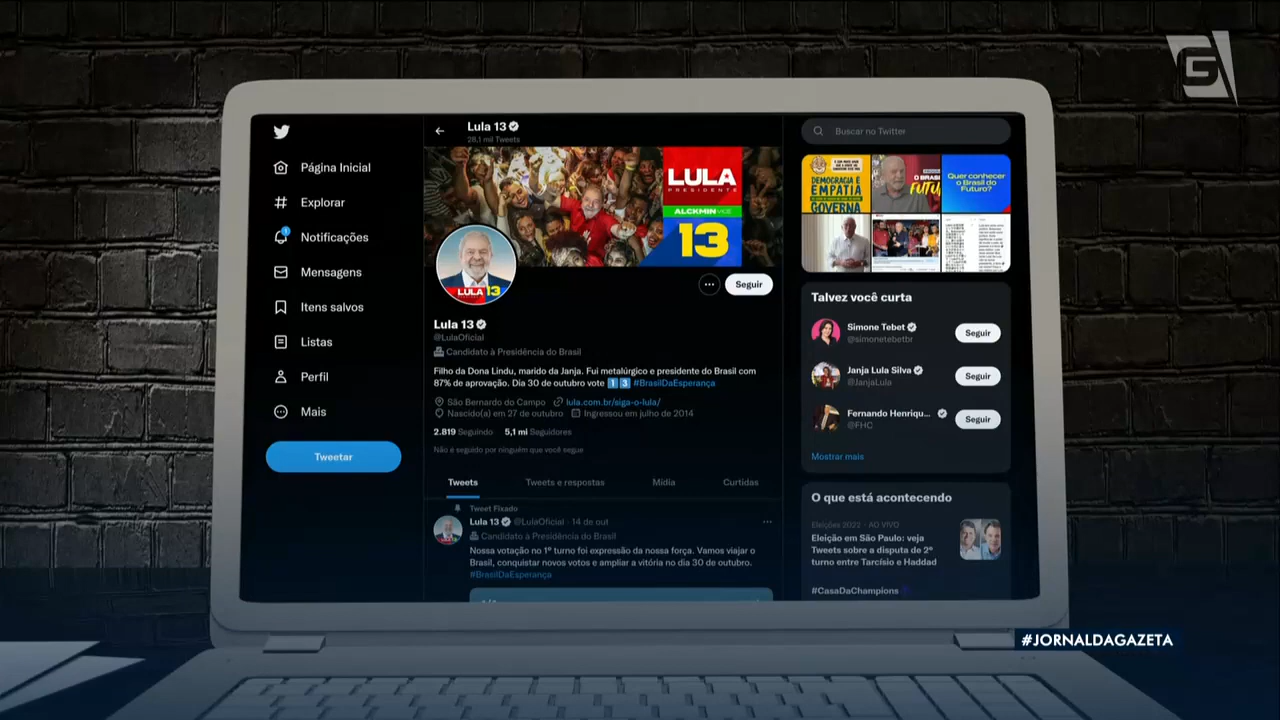 G
Lula 13
28,1 mil Tweets
Página Inicial
Explorar
Notificações
Mensagens
Itens salvos
Listas
Perfil
Mais
Tweetar
LULA
PRESIDENTE
ALCKMIN VICE
13
LULA 13
Seguir
Lula 13
@LulaOficial
Candidato à Presidência do Brasil
Filho da Dona Lindu, marido da Janja. Fui metalúrgico e presidente do Brasil com
87% de aprovação. Dia 30 de outubro vote 1 3 #BrasilDaEsperança
São Bernardo do Campo lula.com.br/siga-o-lula/
Nascido(a) em 27 de outubro Ingressou em julho de 2014
2.819 Seguindo 5,1 mi Seguidores
Não é seguido por ninguém que você segue
Tweets Tweets e respostas Mídia Curtidas
Tweet Fixado
Lula 13 @LulaOficial · 14 de out
Candidato à Presidência do Brasil
Nossa votação no 1º turno foi expressão da nossa força. Vamos viajar o
Brasil, conquistar novos votos e ampliar a vitória no dia 30 de outubro.
#BrasilDaEsperança
Buscar no Twitter
DEMOCRACIA E
EMPATIA
GOVERNA
O BRASI
FUTU
Quer conhecer
o Brasil do
Futuro?
Talvez você curta
Simone Tebet
@simonetebetbr
Seguir
Janja Lula Silva
@JanjaLula
Seguir
Fernando Henriqu...
@FHC
Seguir
Mostrar mais
O que está acontecendo
Eleições 2022 · AO VIVO
Eleição em São Paulo: veja
Tweets sobre a disputa de 2º
turno entre Tarcísio e Haddad
#CasaDaChampions
#JORNALDAGAZETA